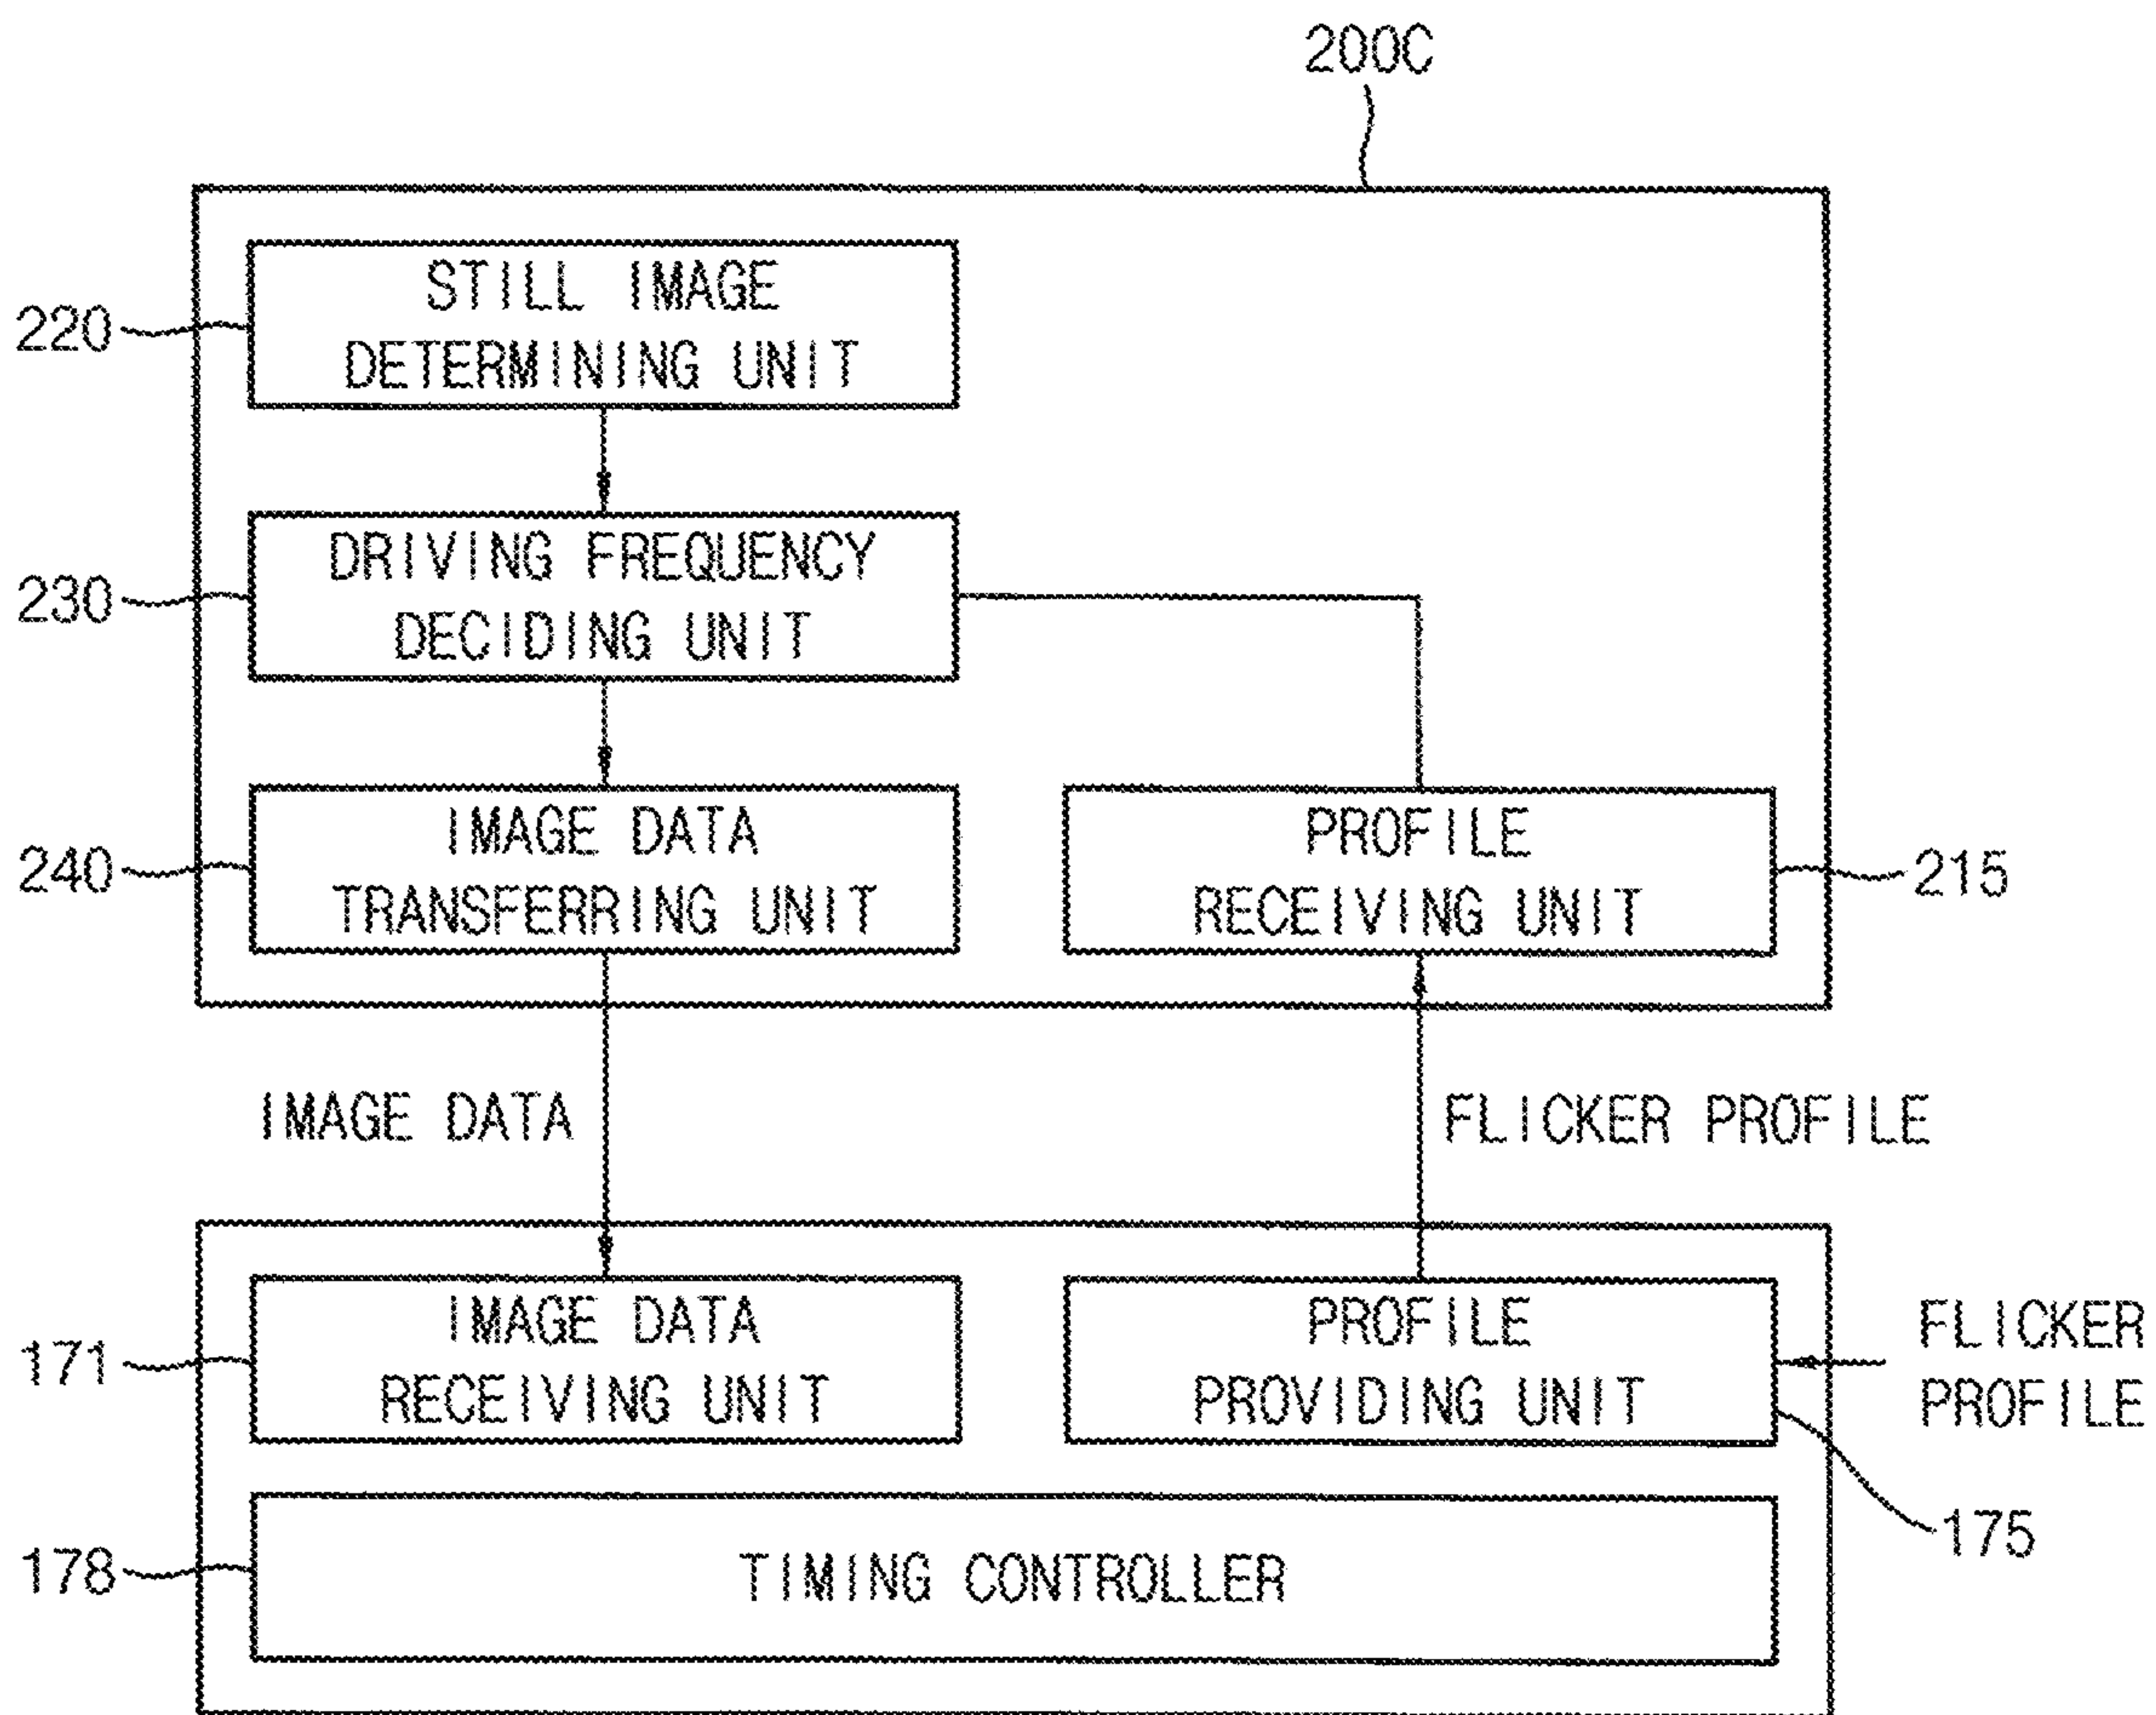 200C
STILL IMAGE
DETERMINING UNIT
220
DRIVING FREQUENCY
DECIDING UNIT
230
IMAGE DATA
TRANSFERRING UNIT
240
PROFILE
RECEIVING UNIT
215
IMAGE DATA
FLICKER PROFILE
IMAGE DATA
RECEIVING UNIT
171
PROFILE
PROVIDING UNIT
FLICKER
PROFILE
175
TIMING CONTROLLER
178